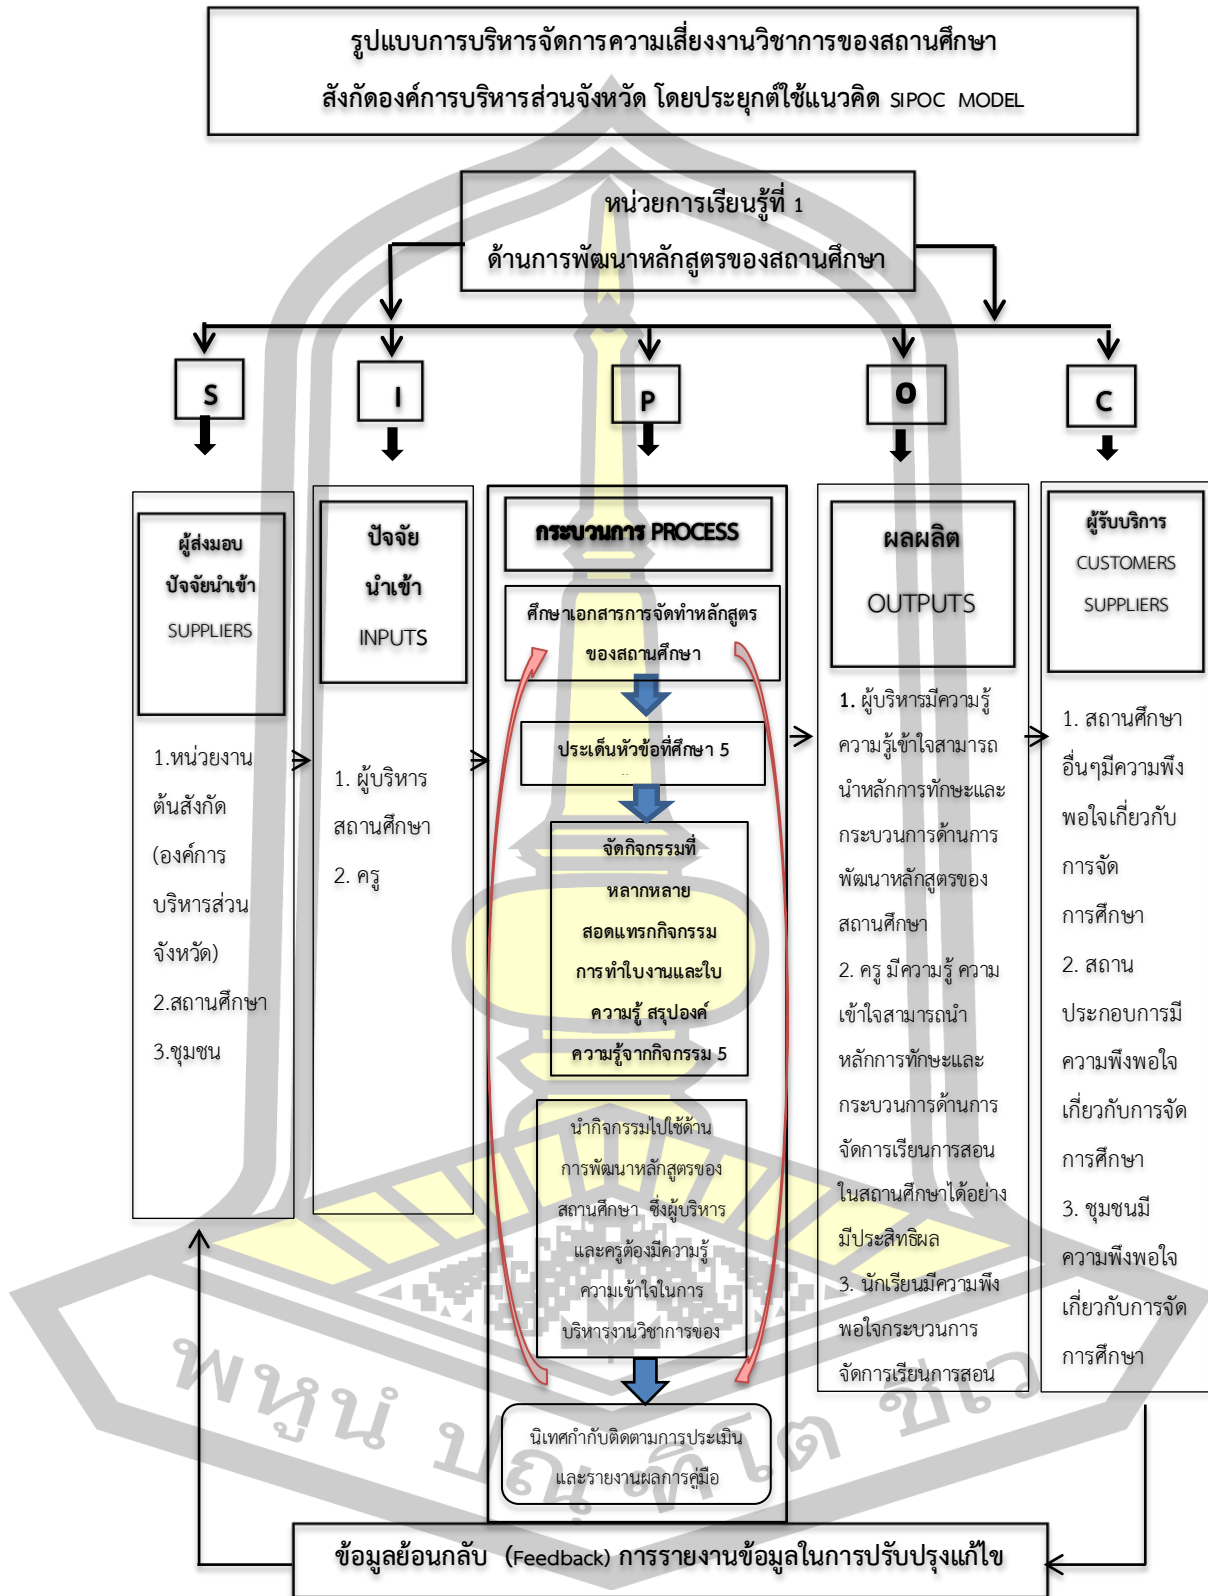 รูปแบบการบริหารจัดการความเสี่ยงงานวิชาการของสถานศึกษา
สังกัดองค์การบริหารส่วนจังหวัด โดยประยุกต์ใช้แนวคิด SIPOC MODEL
หน่วยการเรียนรู้ที่ 1
ด้านการพัฒนาหลักสูตรของสถานศึกษา
S
I
P
O
C
ผู้ส่งมอบ
ปัจจัยนำเข้า
SUPPLIERS
1.หน่วยงาน
ต้นสังกัด
(องค์การ
บริหารส่วน
จังหวัด)
2.สถานศึกษา
3.ชุมชน
ปัจจัย
นำเข้า
INPUTS
1. ผู้บริหาร
สถานศึกษา
2. ครู
กระบวนการ PROCESS
ศึกษาเอกสารการจัดทำหลักสูตร
ของสถานศึกษา
ประเด็นหัวข้อที่ศึกษา 5
จัดกิจกรรมที่
หลากหลาย
สอดแทรกกิจกรรม
การทำใบงานและใบ
ความรู้ สรุปองค์
ความรู้จากกิจกรรม 5
นำกิจกรรมไปใช้ด้าน
การพัฒนาหลักสูตรของ
สถานศึกษา ซึ่งผู้บริหาร
และครูต้องมีความรู้
ความเข้าใจในการ
บริหารงานวิชาการของ
นิเทศกำกับติดตามการประเมิน
และรายงานผลการคู่มือ
ผลผลิต
OUTPUTS
1. ผู้บริหารมีความรู้
ความรู้เข้าใจสามารถ
นำหลักการทักษะและ
กระบวนการด้านการ
พัฒนาหลักสูตรของ
สถานศึกษา
2. ครู มีความรู้ ความ
เข้าใจสามารถนำ
หลักการทักษะและ
กระบวนการด้านการ
จัดการเรียนการสอน
ในสถานศึกษาได้อย่าง
มีประสิทธิผล
3. นักเรียนมีความพึง
พอใจกระบวนการ
จัดการเรียนการสอน
ผู้รับบริการ
CUSTOMERS
SUPPLIERS
1. สถานศึกษา
อื่นๆมีความพึง
พอใจเกี่ยวกับ
การจัด
การศึกษา
2. สถาน
ประกอบการมี
ความพึงพอใจ
เกี่ยวกับการจัด
การศึกษา
3. ชุมชนมี
ความพึงพอใจ
เกี่ยวกับการจัด
การศึกษา
พหูนํ ปณฺฑิโต ชีเว
ข้อมูลย้อนกลับ (Feedback) การรายงานข้อมูลในการปรับปรุงแก้ไข